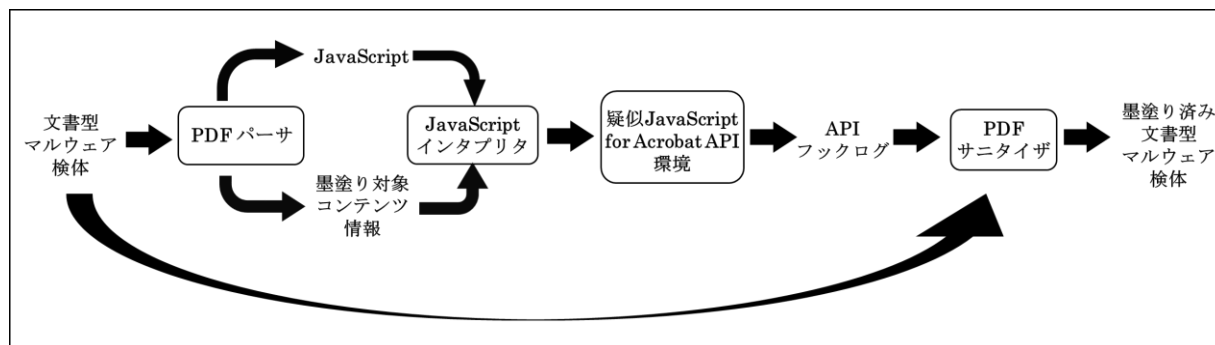 文書型
マルウェア
検体
PDF パーサ
JavaScript
墨塗り対象
コンテンツ
情報
JavaScript
インタプリタ
疑似JavaScript
for Acrobat API
環境
API
フックログ
PDF
サニタイザ
墨塗り済み
文書型
マルウェア
検体